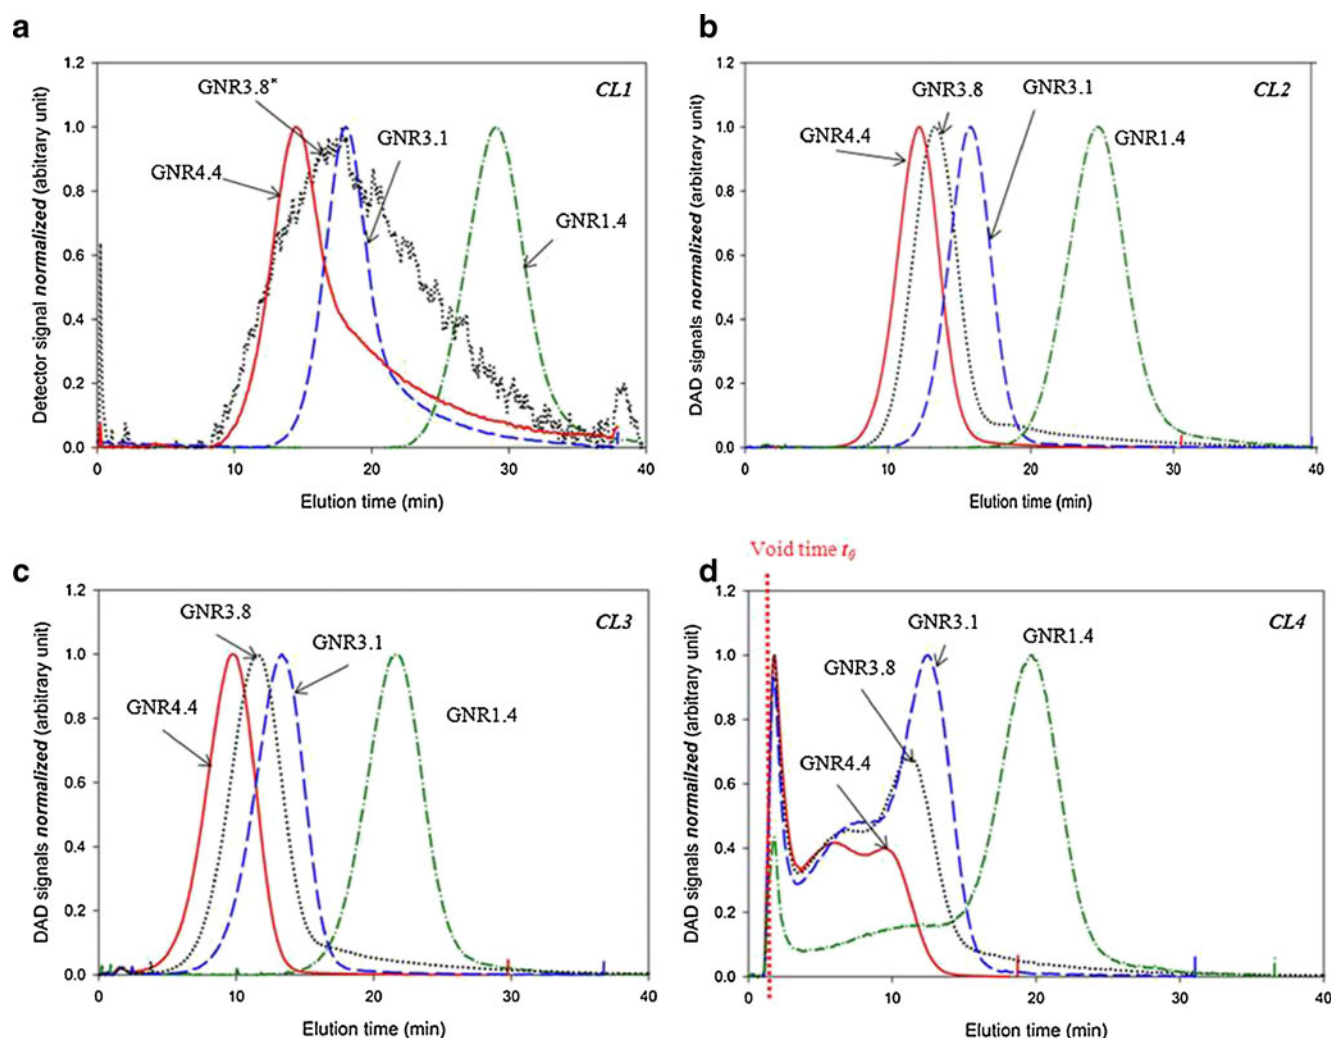 a
1.2
1.0
0.8
0.6
0.4
0.2
0.0
0
10
20
30
40
Detector signal normalized (abitrary unit)
Elution time (min)
CL1
GNR3.8*
GNR4.4
GNR3.1
GNR1.4
b
1.2
1.0
0.8
0.6
0.4
0.2
0.0
0
10
20
30
40
DAD signals normalized (arbitrary unit)
Elution time (min)
CL2
GNR3.8
GNR3.1
GNR4.4
GNR1.4
c
1.2
1.0
0.8
0.6
0.4
0.2
0.0
0
10
20
30
40
DAD signals normalized (arbitrary unit)
Elution time (min)
CL3
GNR3.8
GNR3.1
GNR4.4
GNR1.4
Void time t0
d
1.2
1.0
0.8
0.6
0.4
0.2
0.0
0
10
20
30
40
DAD signals normalized (arbitrary unit)
Elution time (min)
CL4
GNR3.1
GNR1.4
GNR3.8
GNR4.4